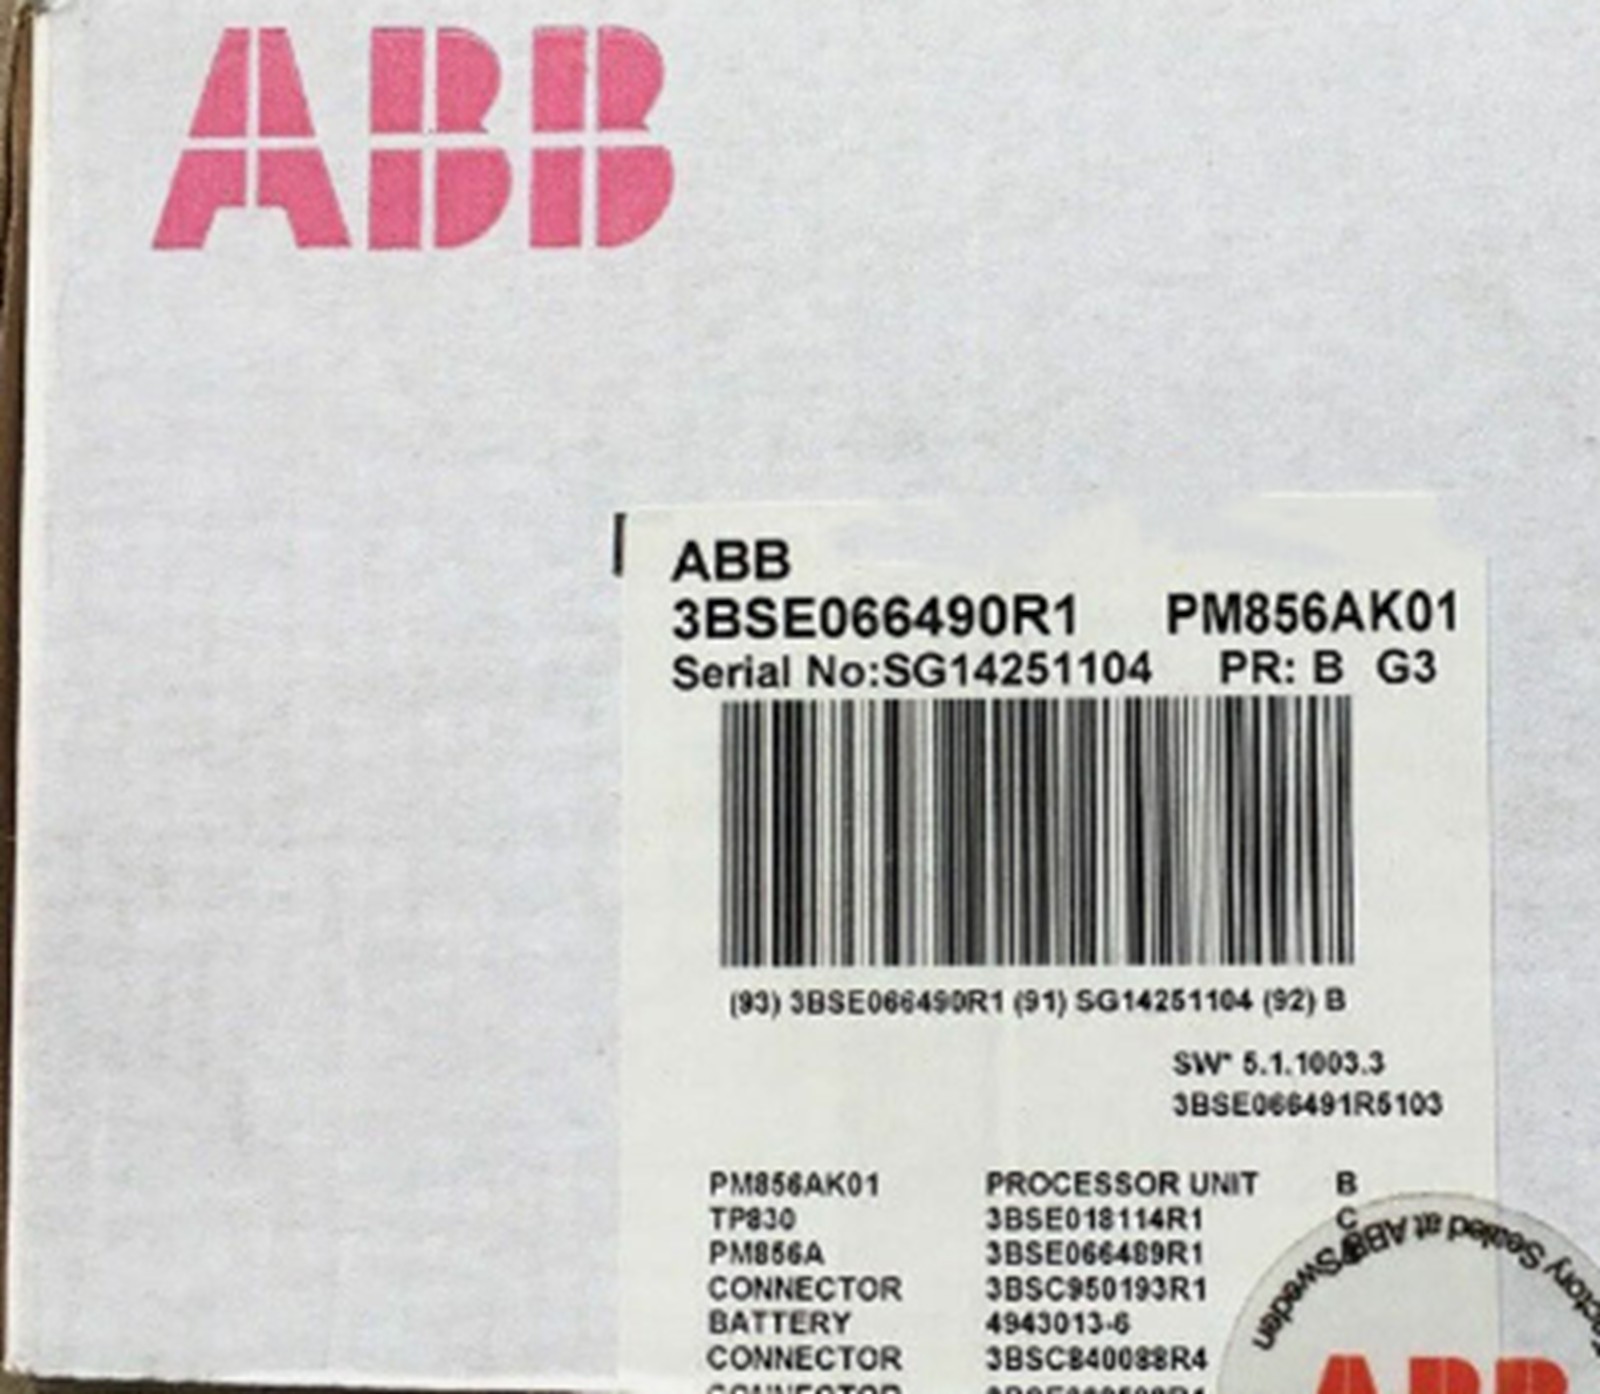 ABB
ABB
3BSE066490R1 PM856AK01
Serial No:SG14251104 PR: B G3
(93) 3BSE066490R1 (91) SG14251104 (92) B
SW* 5.1.1003.3
3BSE066491R5103
PM856AK01 PROCESSOR UNIT B
TP830 3BSE018114R1 C
PM856A 3BSE066489R1
CONNECTOR 3BSC950193R1
BATTERY 4943013-6
CONNECTOR 3BSC840088R4
CONNECTOR
Sealed at ABB Sweden
ABB